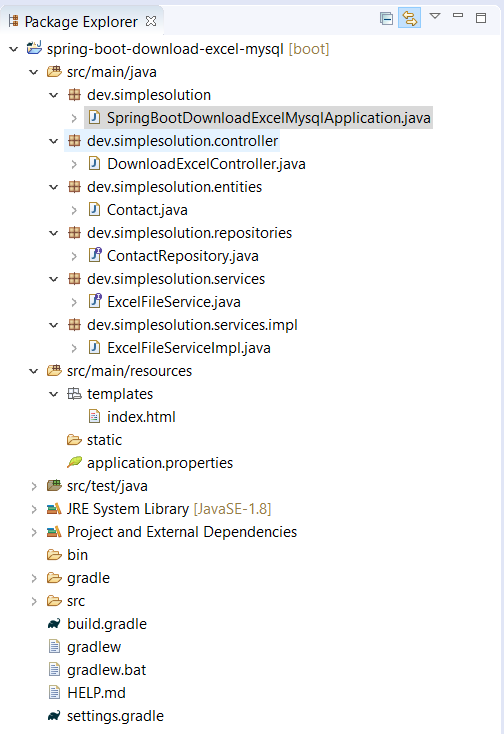 Package Explorer
spring-boot-download-excel-mysql [boot]
src/main/java
dev.simplesolution
SpringBootDownloadExcelMysqlApplication.java
dev.simplesolution.controller
DownloadExcelController.java
dev.simplesolution.entities
Contact.java
dev.simplesolution.repositories
ContactRepository.java
dev.simplesolution.services
ExcelFileService.java
dev.simplesolution.services.impl
ExcelFileServiceImpl.java
src/main/resources
templates
index.html
static
application.properties
src/test/java
JRE System Library [JavaSE-1.8]
Project and External Dependencies
bin
gradle
src
build.gradle
gradlew
gradlew.bat
HELP.md
settings.gradle